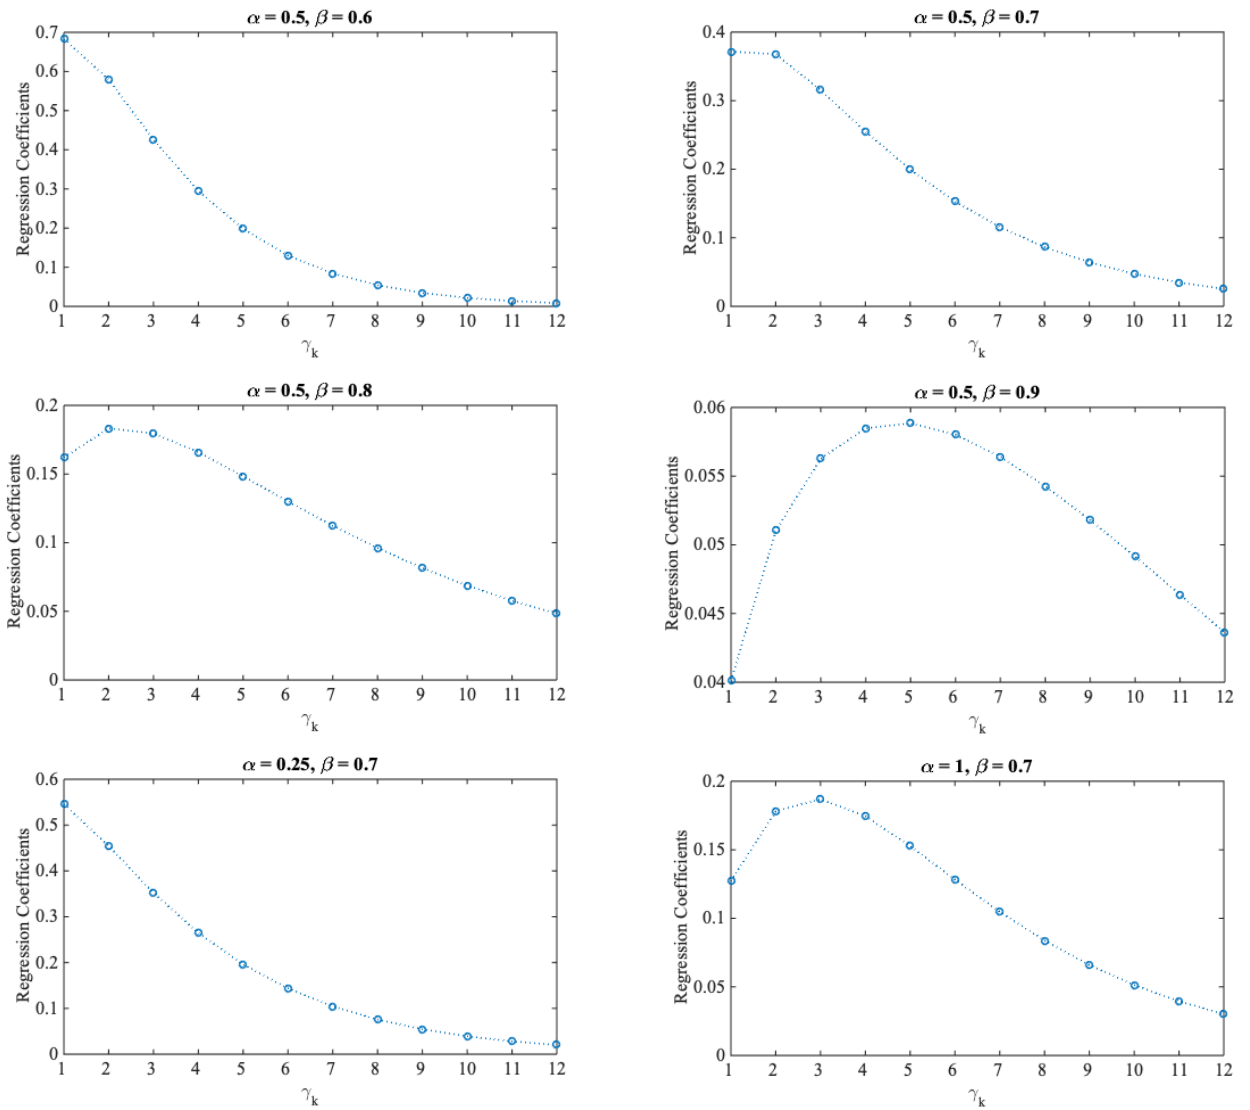 α = 0.5, β = 0.6
Regression Coefficients
0.7
0.6
0.5
0.4
0.3
0.2
0.1
0
1 2 3 4 5 6 7 8 9 10 11 12
γk
α = 0.5, β = 0.7
Regression Coefficients
0.4
0.3
0.2
0.1
0
1 2 3 4 5 6 7 8 9 10 11 12
γk
α = 0.5, β = 0.8
Regression Coefficients
0.2
0.15
0.1
0.05
0
1 2 3 4 5 6 7 8 9 10 11 12
γk
α = 0.5, β = 0.9
Regression Coefficients
0.06
0.055
0.05
0.045
0.04
1 2 3 4 5 6 7 8 9 10 11 12
γk
α = 0.25, β = 0.7
Regression Coefficients
0.6
0.5
0.4
0.3
0.2
0.1
0
1 2 3 4 5 6 7 8 9 10 11 12
γk
α = 1, β = 0.7
Regression Coefficients
0.2
0.15
0.1
0.05
0
1 2 3 4 5 6 7 8 9 10 11 12
γk